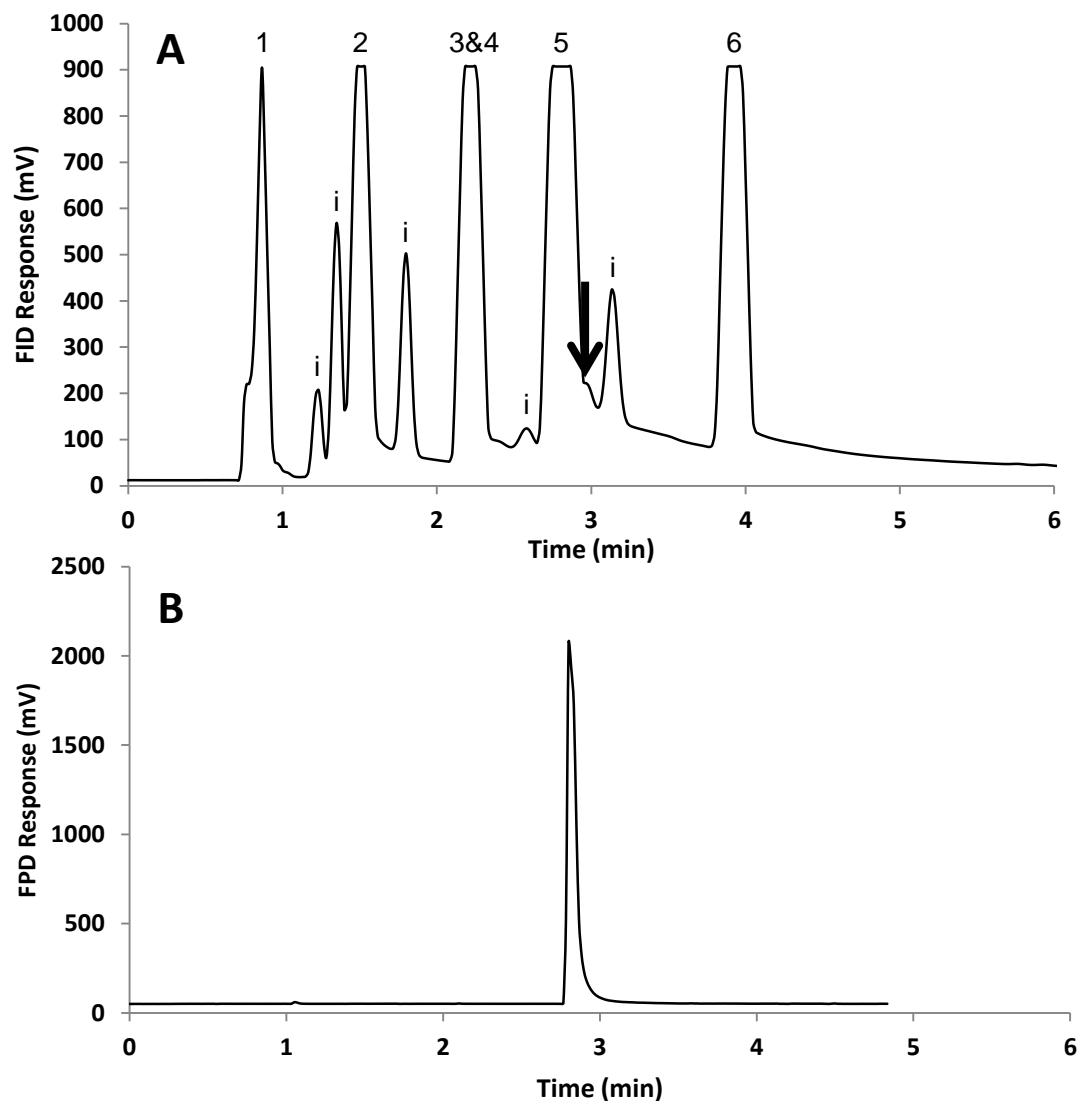 A
1 2 3&4 5 6
i i i i i
FID Response (mV)
1000
900
800
700
600
500
400
300
200
100
0
0 1 2 3 4 5 6
Time (min)
B
FPD Response (mV)
2500
2000
1500
1000
500
0
0 1 2 3 4 5 6
Time (min)